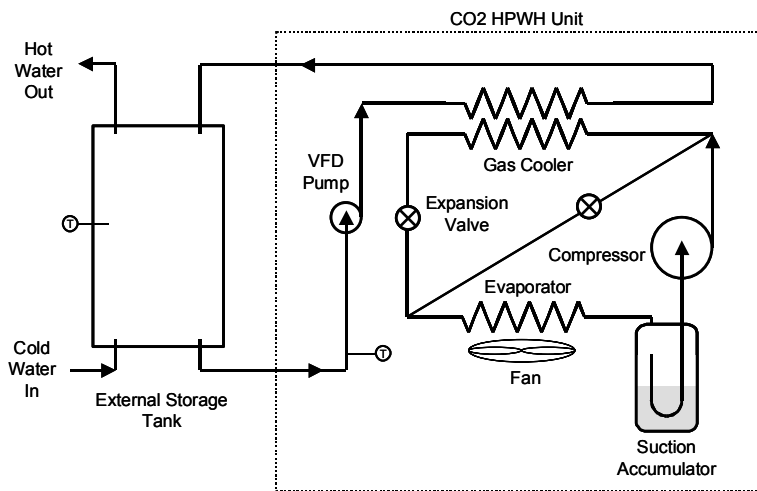 CO2 HPWH Unit
Hot
Water
Out
VFD
Pump
Gas Cooler
Expansion
Valve
Compressor
Evaporator
T
T
Cold
Water
In
External Storage
Tank
Fan
Suction
Accumulator